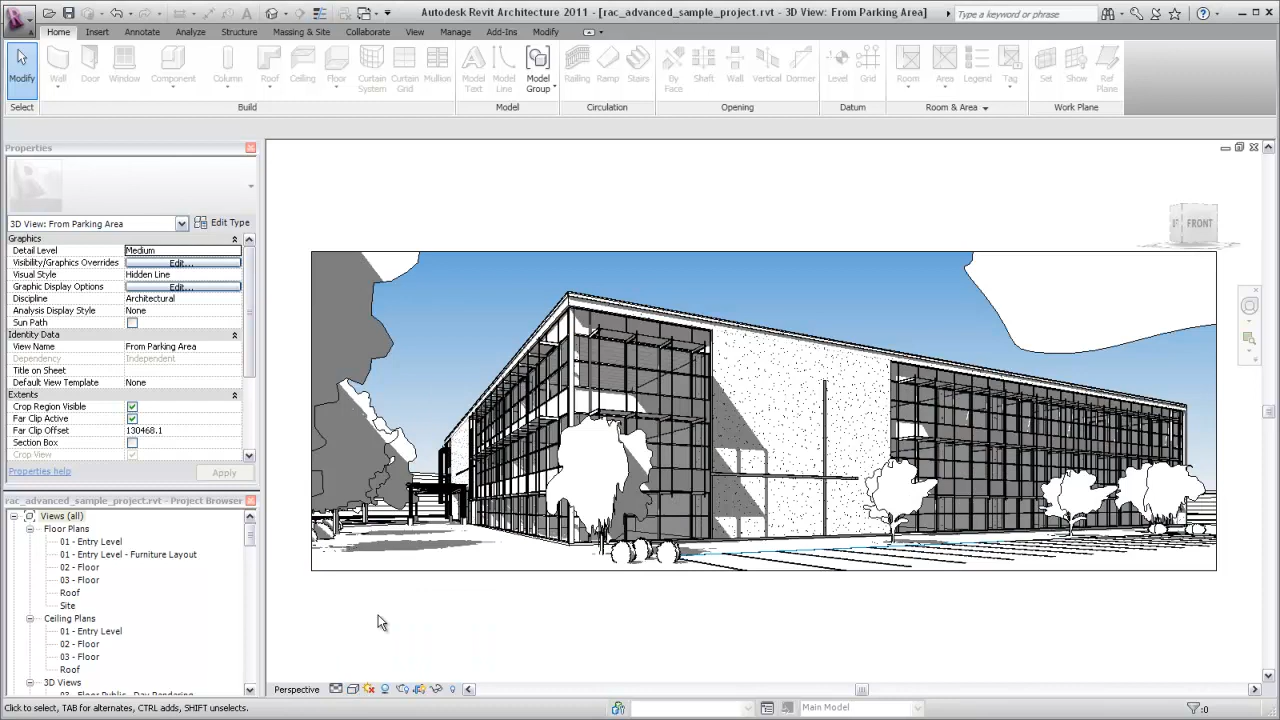 Autodesk Revit Architecture 2011 - [rac_advanced_sample_project.rvt - 3D View: From Parking Area]
Type a keyword or phrase
Home Insert Annotate Analyze Structure Massing & Site Collaborate View Manage Add-Ins Modify
Modify Wall Door Window Component Column Roof Ceiling Floor Curtain System Curtain Grid Mullion Model Text Model Line Model Group Railing Ramp Stairs By Face Shaft Wall Vertical Dormer Level Grid Room Area Legend Tag Set Show Ref Plane
Select Build Model Circulation Opening Datum Room & Area Work Plane
Properties
3D View: From Parking Area Edit Type
Graphics
Detail Level Medium
Visibility/Graphics Overrides Edit...
Visual Style Hidden Line
Graphic Display Options Edit...
Discipline Architectural
Analysis Display Style None
Sun Path
Identity Data
View Name From Parking Area
Dependency Independent
Title on Sheet
Default View Template None
Extents
Crop Region Visible
Far Clip Active
Far Clip Offset 130468.1
Section Box
Crop View
Properties help Apply
rac_advanced_sample_project.rvt - Project Browser
Views (all)
Floor Plans
01 - Entry Level
01 - Entry Level - Furniture Layout
02 - Floor
03 - Floor
Roof
Site
Ceiling Plans
01 - Entry Level
02 - Floor
03 - Floor
Roof
3D Views
03 - Floor Public - Day Rendering
FRONT
Perspective
Click to select, TAB for alternates, CTRL adds, SHIFT unselects.
Main Model
:0